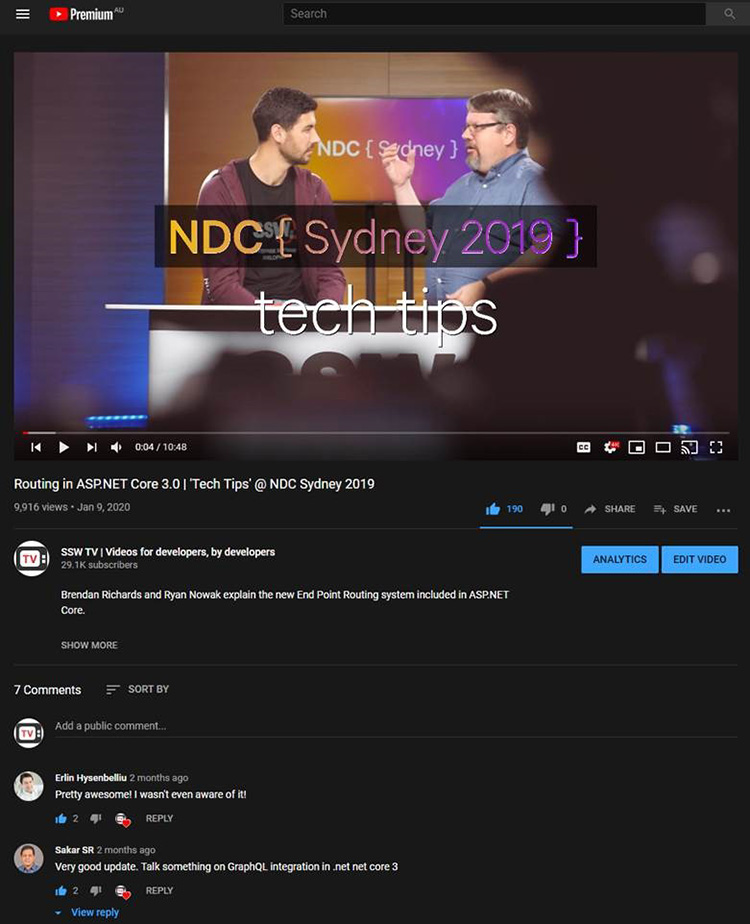 Premium AU
Search
NDC { Sydney }
SSW
NDC { Sydney 2019 }
tech tips
SSW
0:04 / 10:48
CC
4K
Routing in ASP.NET Core 3.0 | 'Tech Tips' @ NDC Sydney 2019
9,916 views • Jan 9, 2020
190
0
SHARE
SAVE
TV
SSW TV | Videos for developers, by developers
29.1K subscribers
ANALYTICS
EDIT VIDEO
Brendan Richards and Ryan Nowak explain the new End Point Routing system included in ASP.NET
Core.
SHOW MORE
7 Comments
SORT BY
TV
Add a public comment...
Erlin Hysenbelliu 2 months ago
Pretty awesome! I wasn't even aware of it!
2
REPLY
Sakar SR 2 months ago
Very good update. Talk something on GraphQL integration in .net net core 3
2
REPLY
View reply